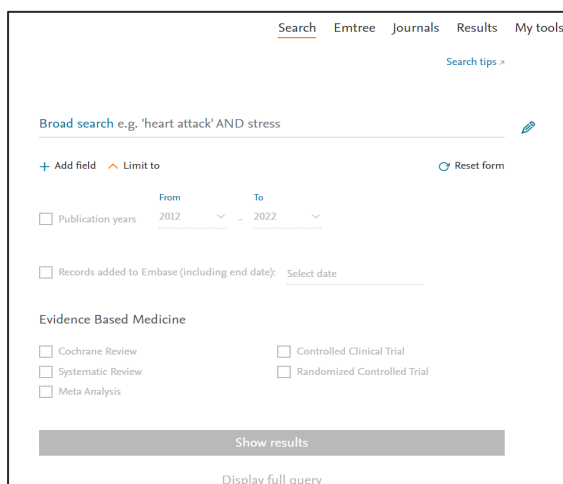 Search Emtree Journals Results My tools
Search tips
Broad search e.g. 'heart attack' AND stress
+ Add field Limit to Reset form
From To
Publication years 2012 - 2022
Records added to Embase (including end date): Select date
Evidence Based Medicine
Cochrane Review Controlled Clinical Trial
Systematic Review Randomized Controlled Trial
Meta Analysis
Show results
Display full query